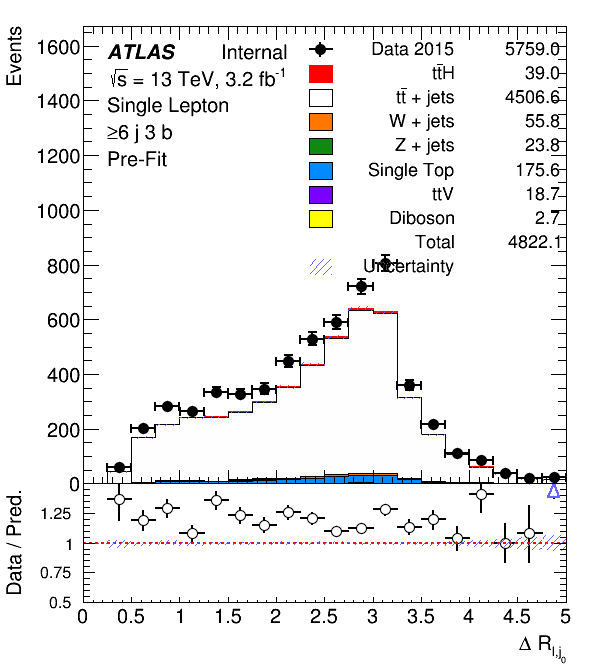 Events
1600
1400
1200
1000
800
600
400
200
0
ATLAS Internal
√s = 13 TeV, 3.2 fb⁻¹
Single Lepton
≥6 j 3 b
Pre-Fit
Data 2015 5759.0
tt̄H 39.0
tt̄ + jets 4506.6
W + jets 55.8
Z + jets 23.8
Single Top 175.6
ttV 18.7
Diboson 2.7
Total 4822.1
Uncertainty
Data / Pred.
1.25
1
0.75
0.5
0 0.5 1 1.5 2 2.5 3 3.5 4 4.5 5
Δ R_{l,j_0}